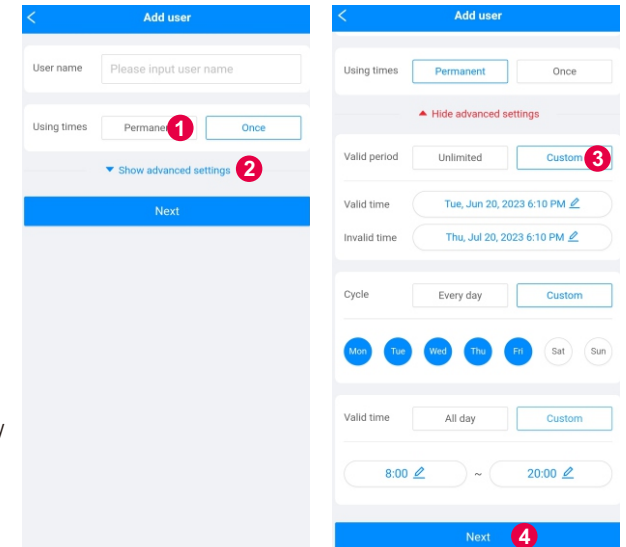 Add user
User name Please input user name
Using times Permane 1 Once
Show advanced settings 2
Next
/
Add user
Using times Permanent Once
Hide advanced settings
Valid period Unlimited Custom 3
Valid time Tue, Jun 20, 2023 6:10 PM
Invalid time Thu, Jul 20, 2023 6:10 PM
Cycle Every day Custom
Mon Tue Wed Thu Fri Sat Sun
Valid time All day Custom
8:00 ~ 20:00
Next 4